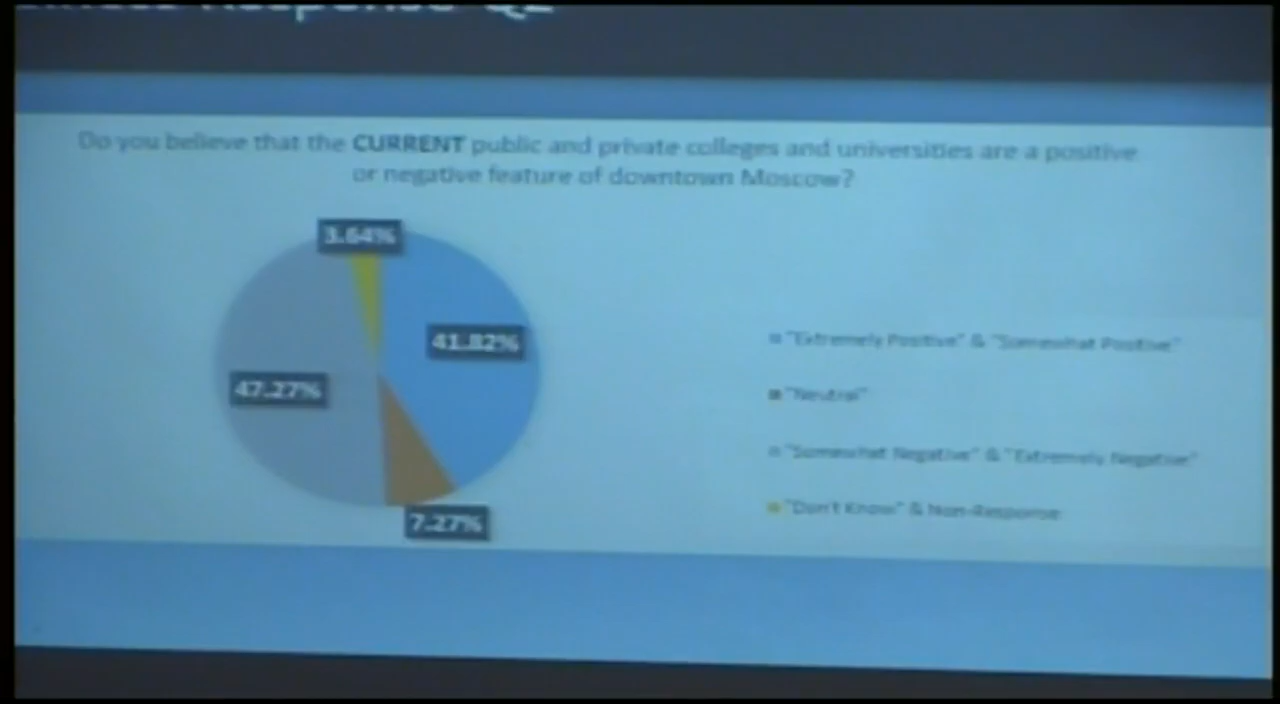 Response Q2
Do you believe that the CURRENT public and private colleges and universities are a positive
or negative feature of downtown Moscow?
3.64%
41.82%
47.27%
7.27%
"Extremely Positive" & "Somewhat Positive"
"Neutral"
"Somewhat Negative" & "Extremely Negative"
"Don't Know" & Non-Response